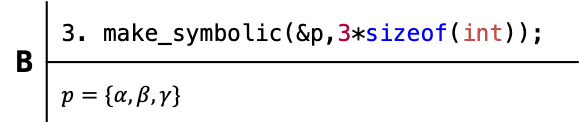 3. make_symbolic(&p,3*sizeof(int));
B
p = {α,β,γ}